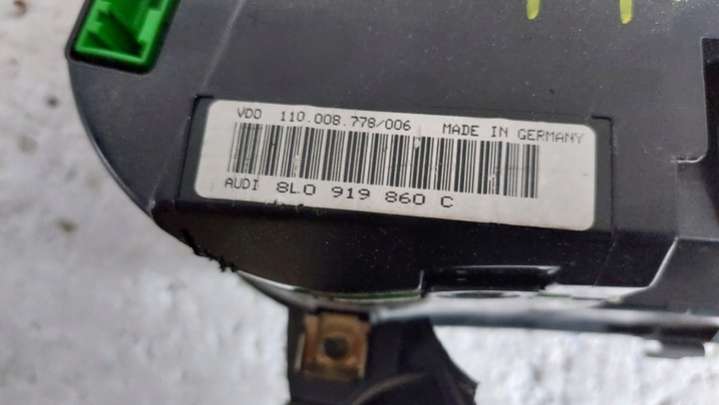 VDO 110.008.778/006 MADE IN GERMANY
AUDI 8L0 919 860 C